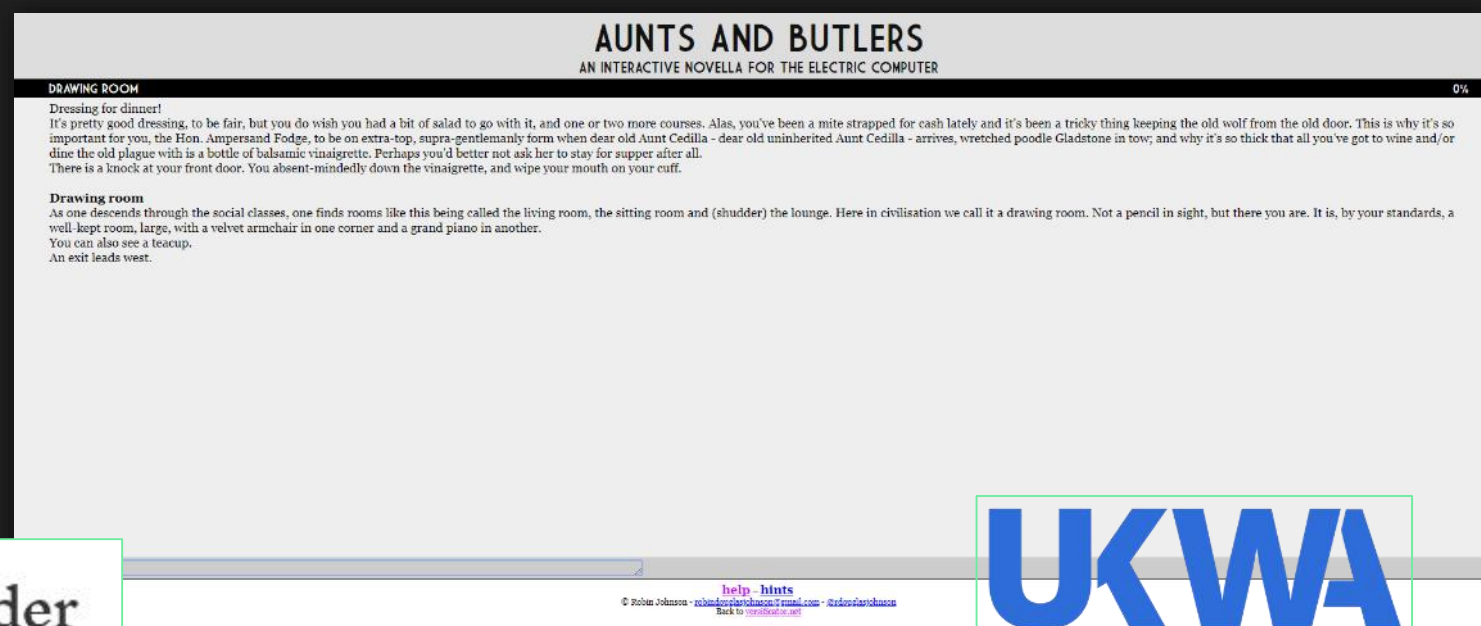 AUNTS AND BUTLERS
AN INTERACTIVE NOVELLA FOR THE ELECTRIC COMPUTER
DRAWING ROOM 0%
Dressing for dinner!
It's pretty good dressing, to be fair, but you do wish you had a bit of salad to go with it, and one or two more courses. Alas, you've been a mite strapped for cash lately and it's been a tricky thing keeping the old wolf from the old door. This is why it's so
important for you, the Hon. Ampersand Fodge, to be on extra-top, supra-gentlemanly form when dear old Aunt Cedilla - dear old uninherited Aunt Cedilla - arrives, wretched poodle Gladstone in tow; and why it's so thick that all you've got to wine and/or
dine the old plague with is a bottle of balsamic vinaigrette. Perhaps you'd better not ask her to stay for supper after all.
There is a knock at your front door. You absent-mindedly down the vinaigrette, and wipe your mouth on your cuff.
Drawing room
As one descends through the social classes, one finds rooms like this being called the living room, the sitting room and (shudder) the lounge. Here in civilisation we call it a drawing room. Not a pencil in sight, but there you are. It is, by your standards, a
well-kept room, large, with a velvet armchair in one corner and a grand piano in another.
You can also see a teacup.
An exit leads west.
der
UKWA
help - hints
© Robin Johnson - robindouglasjohnson@gmail.com - @rdouglasjohnson
Back to versificator.net